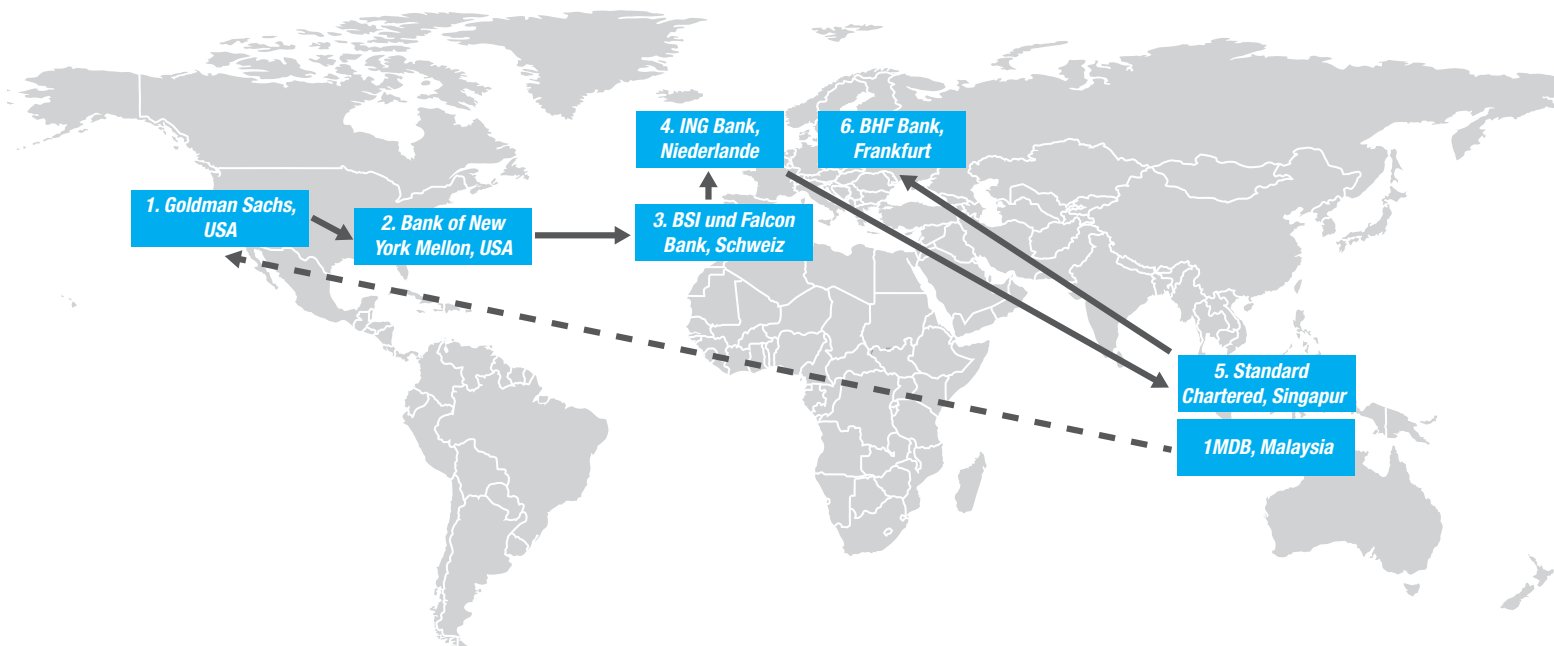 1. Goldman Sachs,
USA
2. Bank of New
York Mellon, USA
3. BSI und Falcon
Bank, Schweiz
4. ING Bank,
Niederlande
5. Standard
Chartered, Singapur
6. BHF Bank,
Frankfurt
1MDB, Malaysia